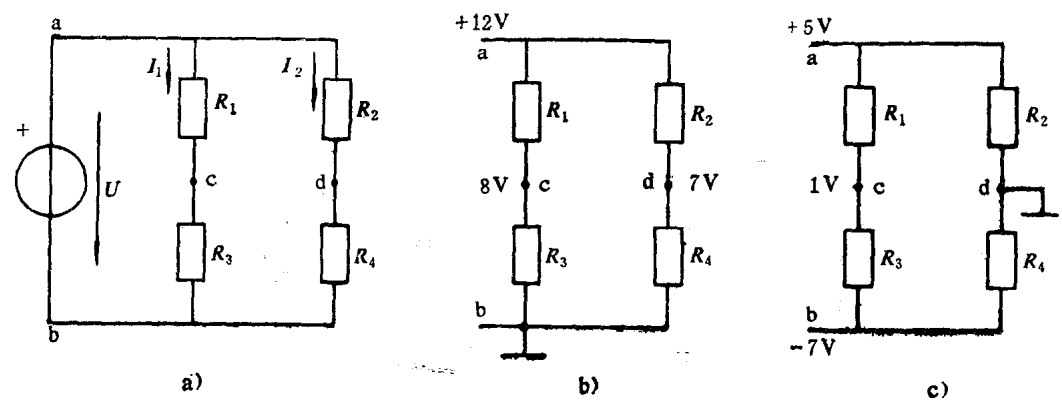 a
I₁
I₂
R₁
R₂
+
U
c
d
R₃
R₄
b
a)
+12V
a
R₁
R₂
8V
c
d
7V
R₃
R₄
b
b)
+5V
a
R₁
R₂
1V
c
d
R₃
R₄
b
-7V
c)